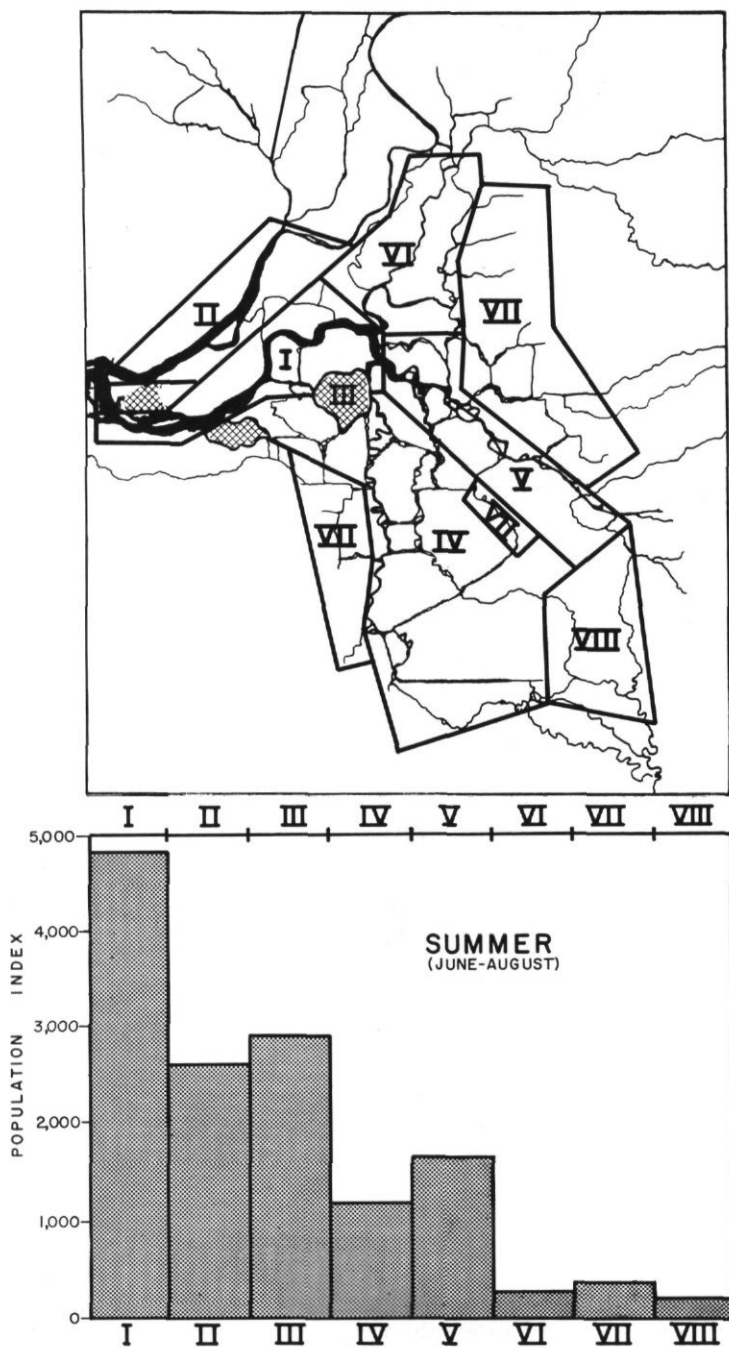 VI
II
VII
I
III
V
VII
VII
IV
VIII
I II III IV V VI VII VIII
5,000
SUMMER
4,000
(JUNE-AUGUST)
3,000
POPULATION INDEX
2,000
1,000
0
I II III IV V VI VII VIII